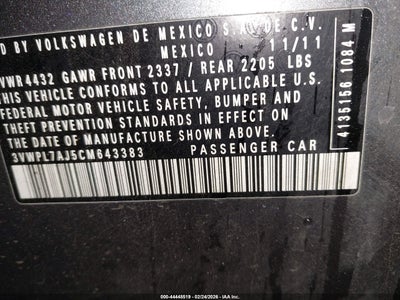 D BY VOLKSWAGEN DE MEXICO S.A. DE C.V.
MEXICO 11/11
VWR4432 GAWR FRONT 2337 / REAR 2205 LBS
THIS VEHICLE CONFORMS TO ALL APPLICABLE
FEDERAL MOTOR VEHICLE SAFETY, BUMPER AND
THEFT PREVENTION STANDARDS IN EFFECT ON
DATE OF MANUFACTURE SHOWN ABOVE
3VWPL7AJ5CM643383 PASSENGER CAR
4135156 1084 M
000-44448519 - 02/24/2026 - IAA Inc.